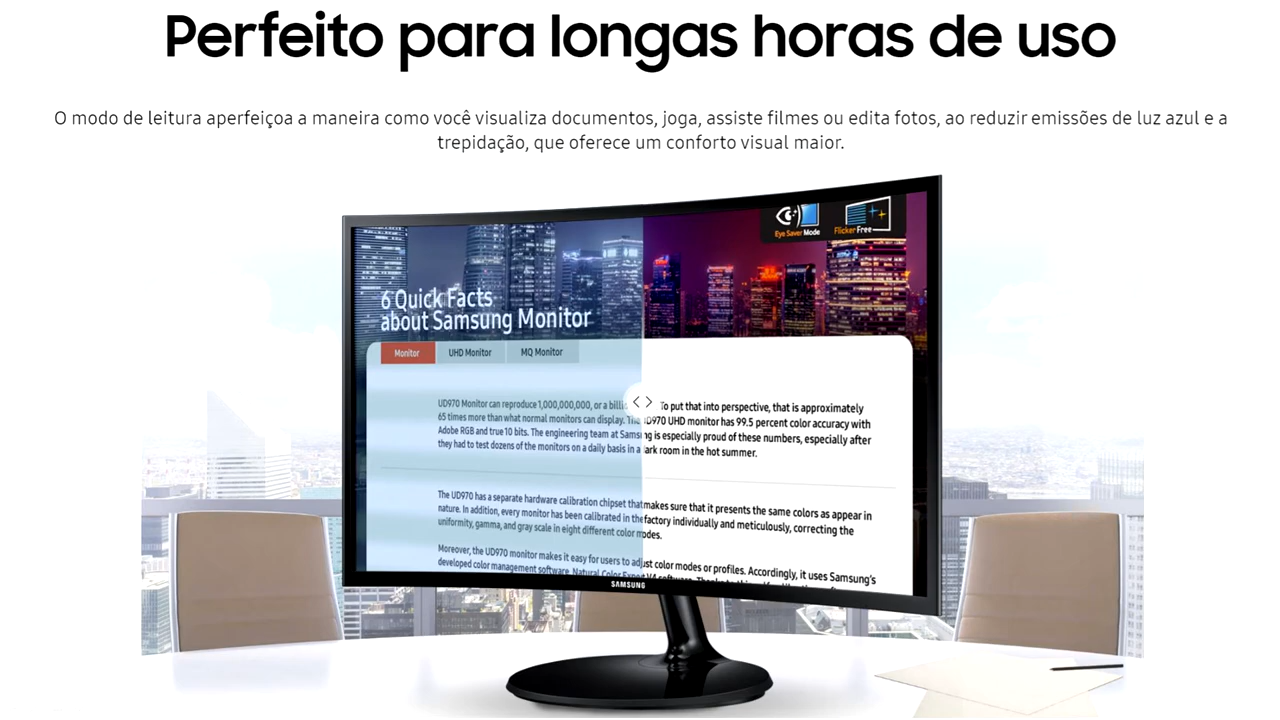 Perfeito para longas horas de uso
O modo de leitura aperfeiçoa a maneira como você visualiza documentos, joga, assiste filmes ou edita fotos, ao reduzir emissões de luz azul e a
trepidação, que oferece um conforto visual maior.
Eye Saver Mode
Flicker Free
6 Quick Facts
about Samsung Monitor
Monitor UHD Monitor MQ Monitor
UD970 Monitor can reproduce 1,000,000,000, or a To put that into perspective, that is approximately
65 times more than what normal monitors can display. The UD970 UHD monitor has 99.5 percent color accuracy with
Adobe RGB and true 10 bits. The engineering team at Samsung is especially proud of these numbers, especially after
they had to test dozens of the monitors on a daily basis in a dark room in the hot summer.
The UD970 has a separate hardware calibration chipset that makes sure that it presents the same colors as appear in
nature. In addition, every monitor has been calibrated in the factory individually and meticulously, correcting the
uniformity, gamma, and gray scale in eight different color modes.
Moreover, the UD970 monitor makes it easy for users to adjust color modes or profiles. Accordingly, it uses Samsung's
developed color management software, Natural Color Expert
SAMSUNG